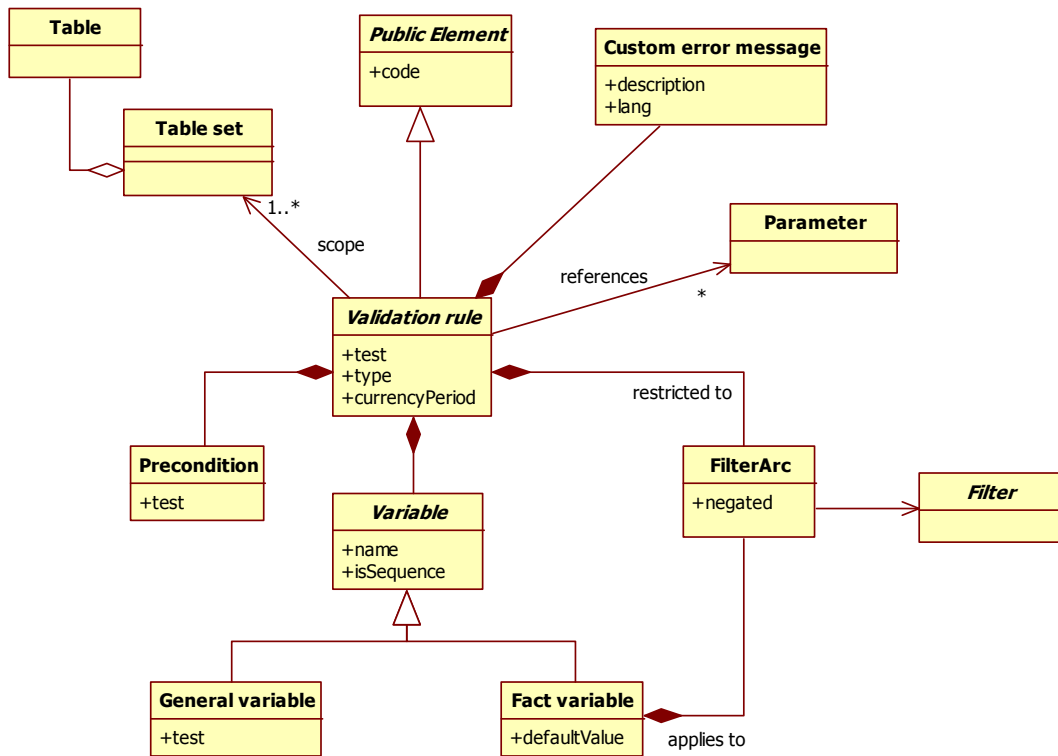 Table
Public Element
+code
Custom error message
+description
+lang
Table set
1..*
scope
Parameter
references
*
Validation rule
+test
+type
+currencyPeriod
restricted to
Precondition
+test
FilterArc
+negated
Filter
Variable
+name
+isSequence
General variable
+test
Fact variable
+defaultValue
applies to